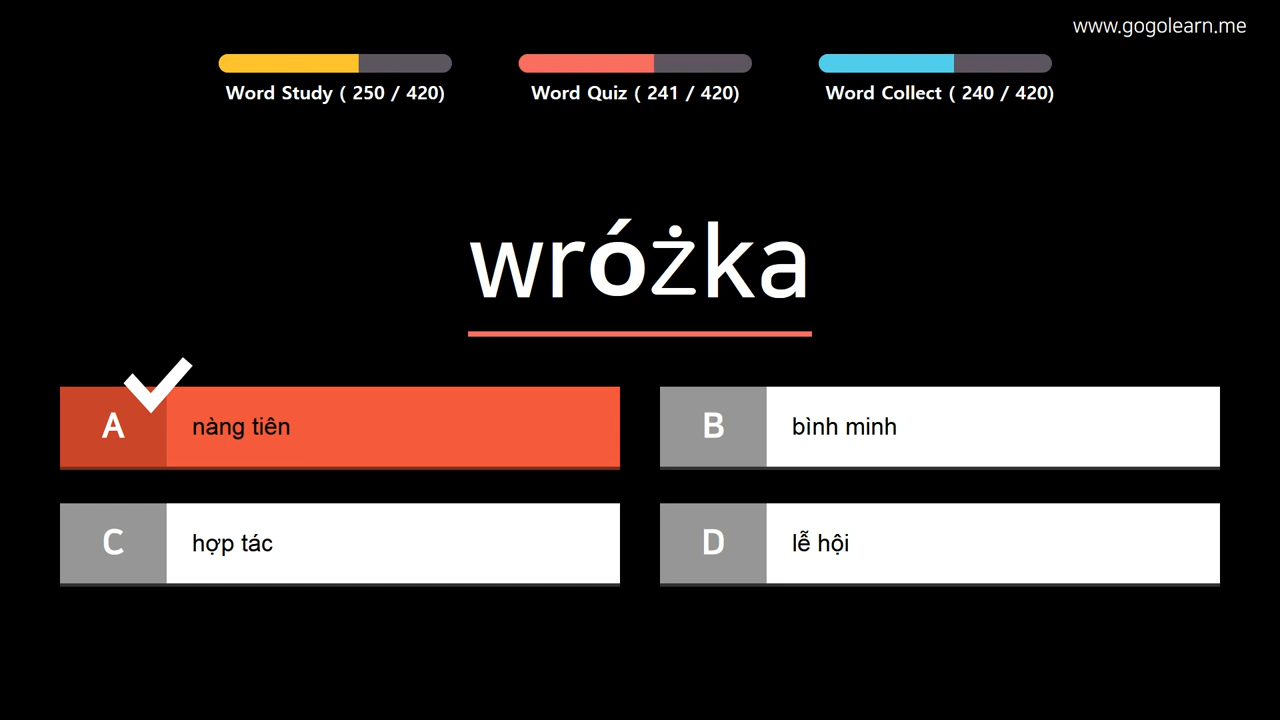 www.gogolearn.me
Word Study ( 250 / 420)
Word Quiz ( 241 / 420)
Word Collect ( 240 / 420)
wróżka
A nàng tiên
B bình minh
C hợp tác
D lễ hội